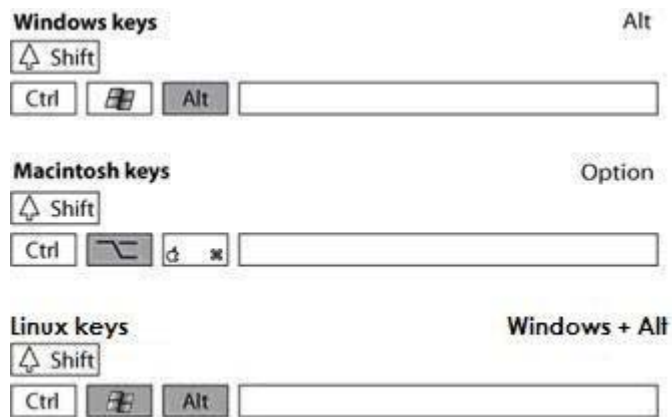 Windows keys Alt
Shift
Ctrl Alt
Macintosh keys Option
Shift
Ctrl ⌥ ⌘
Linux keys Windows + Alt
Shift
Ctrl Alt